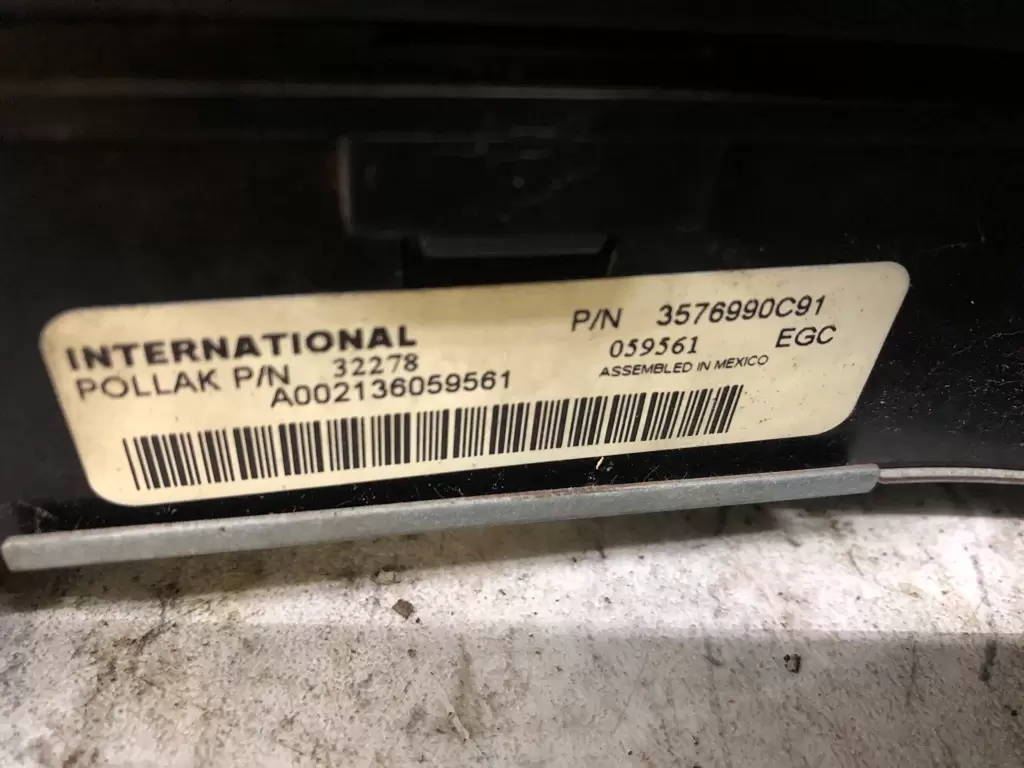 INTERNATIONAL P/N 3576990C91
POLLAK P/N 32278 059561 EGC
A002136059561 ASSEMBLED IN MEXICO